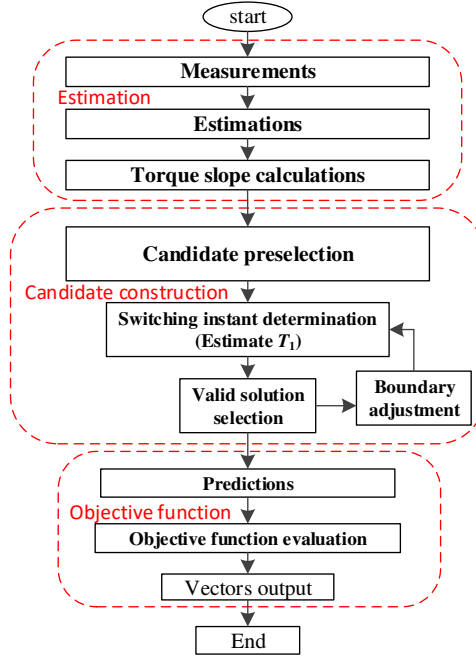 start
Measurements
Estimation
Estimations
Torque slope calculations
Candidate preselection
Candidate construction
Switching instant determination
(Estimate T1)
Valid solution
selection
Boundary
adjustment
Predictions
Objective function
Objective function evaluation
Vectors output
End